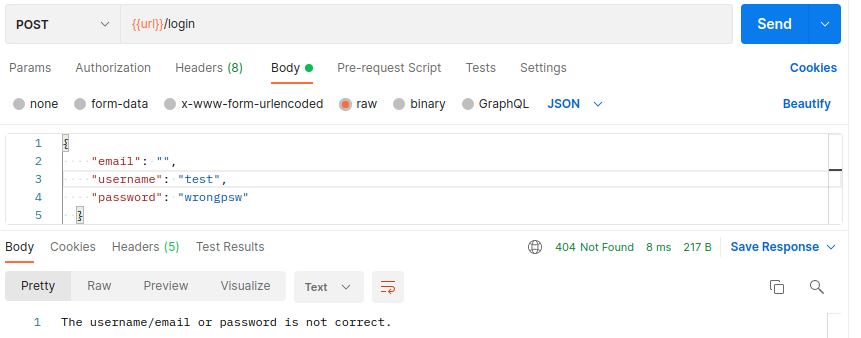 POST {{url}}/login Send
Params Authorization Headers (8) Body Pre-request Script Tests Settings Cookies
none form-data x-www-form-urlencoded raw binary GraphQL JSON Beautify
1 {
2 "email": "",
3 "username": "test",
4 "password": "wrongpsw"
5 }
Body Cookies Headers (5) Test Results 404 Not Found 8 ms 217 B Save Response
Pretty Raw Preview Visualize Text
1 The username/email or password is not correct.